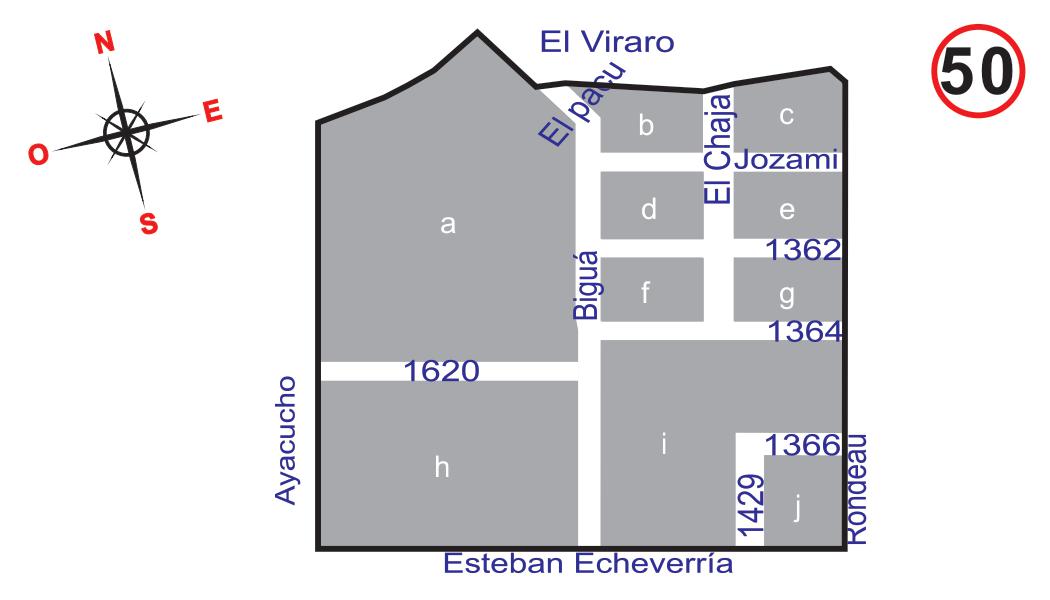 N
E
O
S
50
El Viraro
El pacu
El Chaja
b
c
Jozami
a
d
e
1362
Biguá
f
g
1364
1620
Ayacucho
h
i
1366
Rondeau
1429
j
Esteban Echeverría